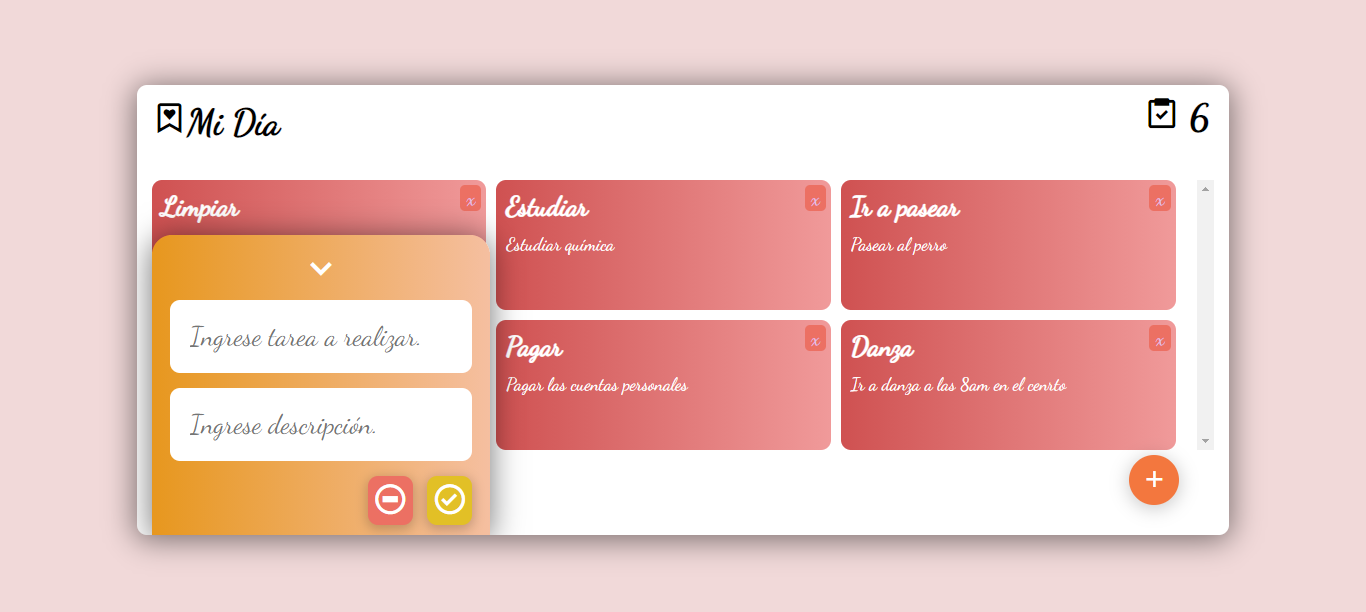 Mi Día
6
Limpiar
x
Estudiar
x
Estudiar química
Ir a pasear
x
Pasear al perro
Ingrese tarea a realizar.
Ingrese descripción.
Pagar
x
Pagar las cuentas personales
Danza
x
Ir a danza a las 8am en el cenrto
+